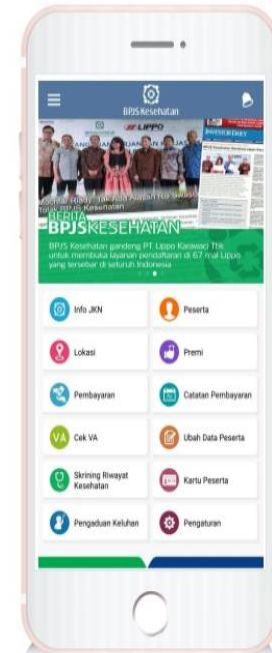 BPJS Kesehatan
LIPPO
BERITA
BPJS KESEHATAN
BPJS Kesehatan gandeng PT Lippo Karawaci Tbk
untuk membuka layanan pendaftaran di 67 mal Lippo
yang tersebar di seluruh Indonesia
Info JKN
Peserta
Lokasi
Premi
Pembayaran
Catatan Pembayaran
VA
Cek VA
Ubah Data Peserta
Skrining Riwayat
Kesehatan
Kartu Peserta
Pengaduan Keluhan
Pengaturan